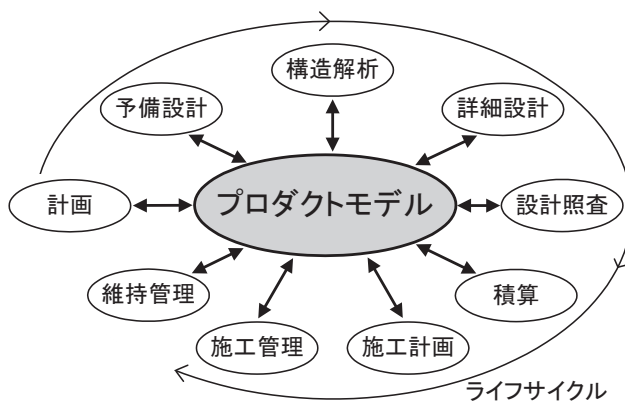 構造解析
予備設計
詳細設計
計画
プロダクトモデル
設計照査
維持管理
積算
施工管理
施工計画
ライフサイクル